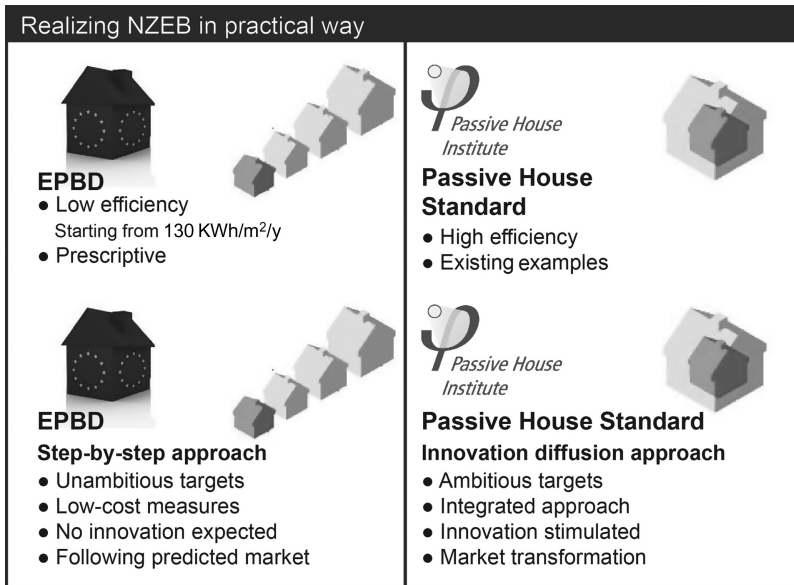 Realizing NZEB in practical way
EPBD
● Low efficiency
Starting from 130 KWh/m²/y
● Prescriptive
Passive House
Institute
Passive House
Standard
● High efficiency
● Existing examples
EPBD
Step-by-step approach
● Unambitious targets
● Low-cost measures
● No innovation expected
● Following predicted market
Passive House
Institute
Passive House Standard
Innovation diffusion approach
● Ambitious targets
● Integrated approach
● Innovation stimulated
● Market transformation